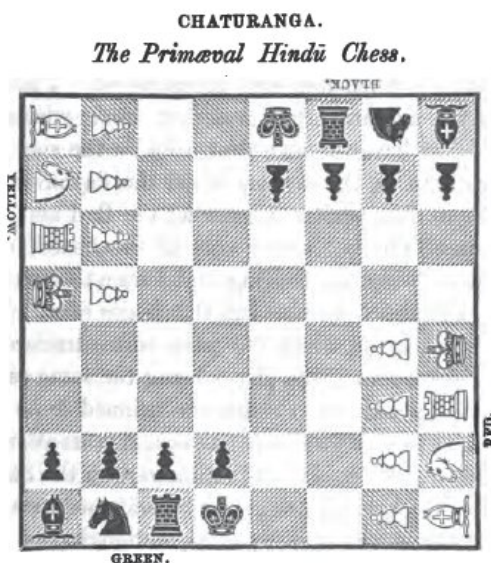 CHATURANGA.
The Primæval Hindū Chess.
BLACK.
YELLOW.
RED.
GREEN.